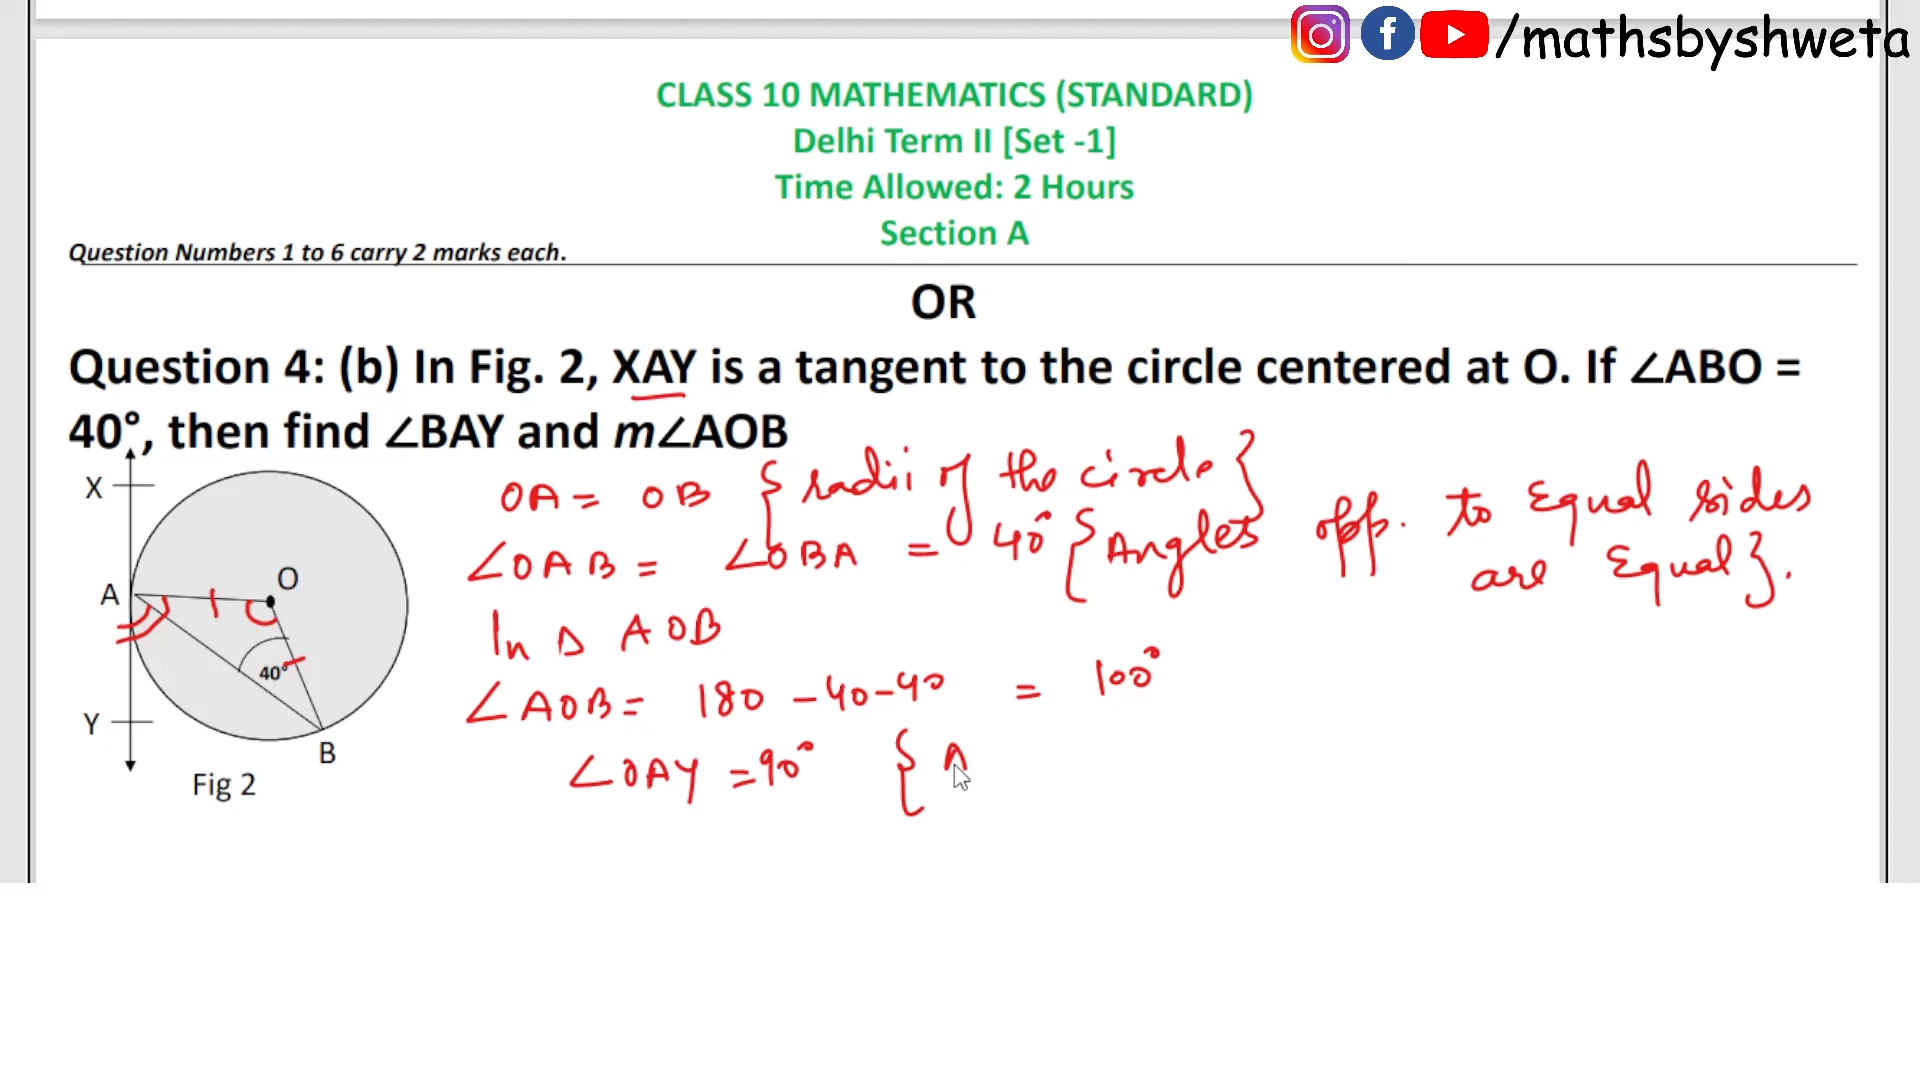 /mathsbyshweta
CLASS 10 MATHEMATICS (STANDARD)
Delhi Term II [Set -1]
Time Allowed: 2 Hours
Section A
Question Numbers 1 to 6 carry 2 marks each.
OR
Question 4: (b) In Fig. 2, XAY is a tangent to the circle centered at O. If ∠ABO =
40°, then find ∠BAY and m∠AOB
X
A
O
40°
Y
B
Fig 2
OA = OB {radii of the circle}
∠OAB = ∠OBA = 40° {Angles opp. to Equal sides
are Equal}.
In Δ AOB
∠AOB = 180 - 40 - 40 = 100°
∠OAY = 90° { A